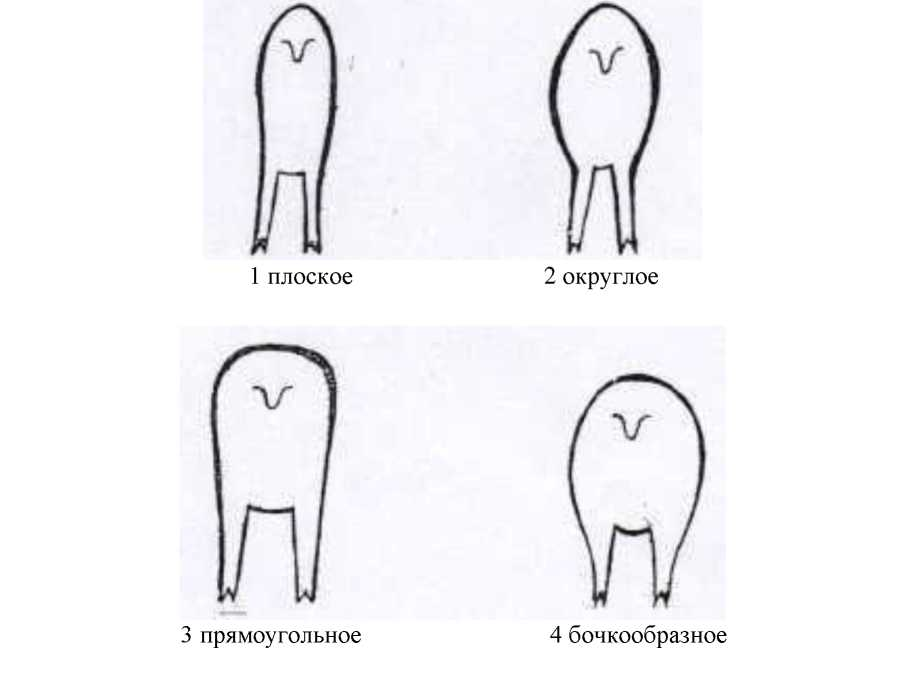 1 плоское
2 округлое
3 прямоугольное
4 бочкообразное